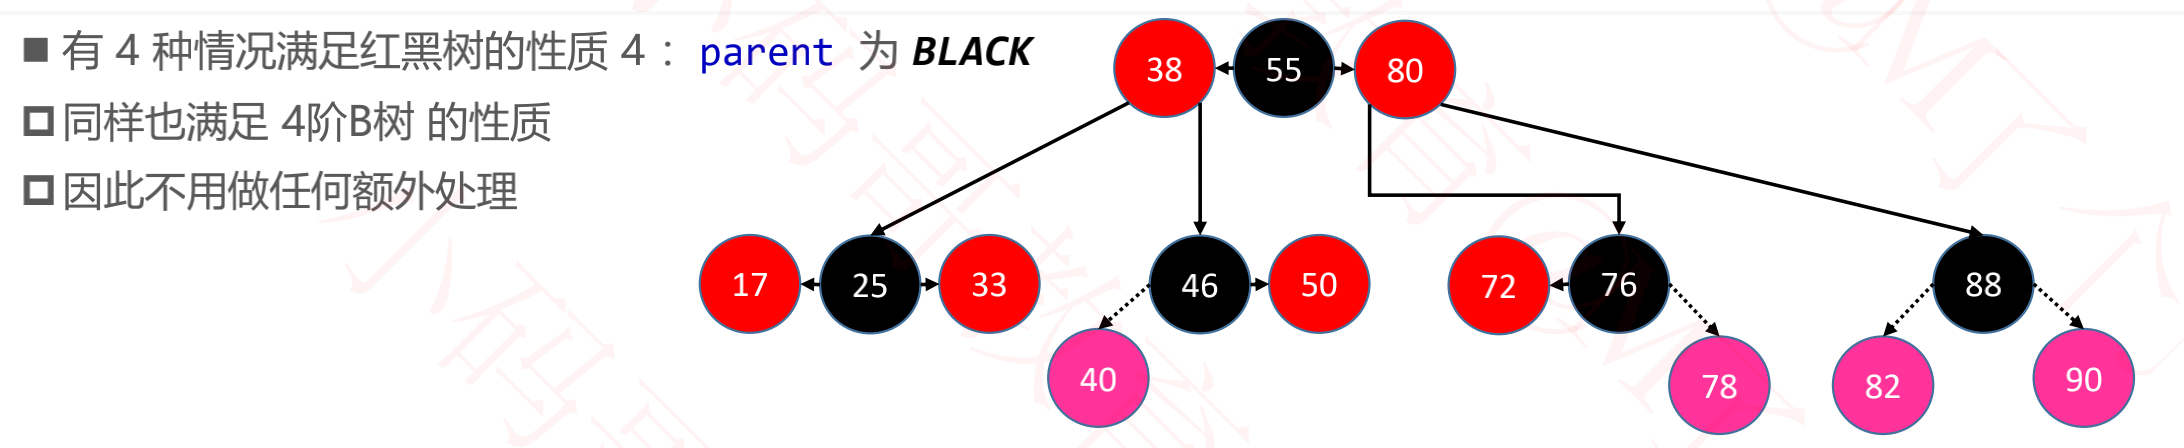 有 4 种情况满足红黑树的性质 4 : parent 为 BLACK
同样也满足 4阶B树 的性质
因此不用做任何额外处理
38 55 80
17 25 33 46 50 72 76 88
40 78 82 90